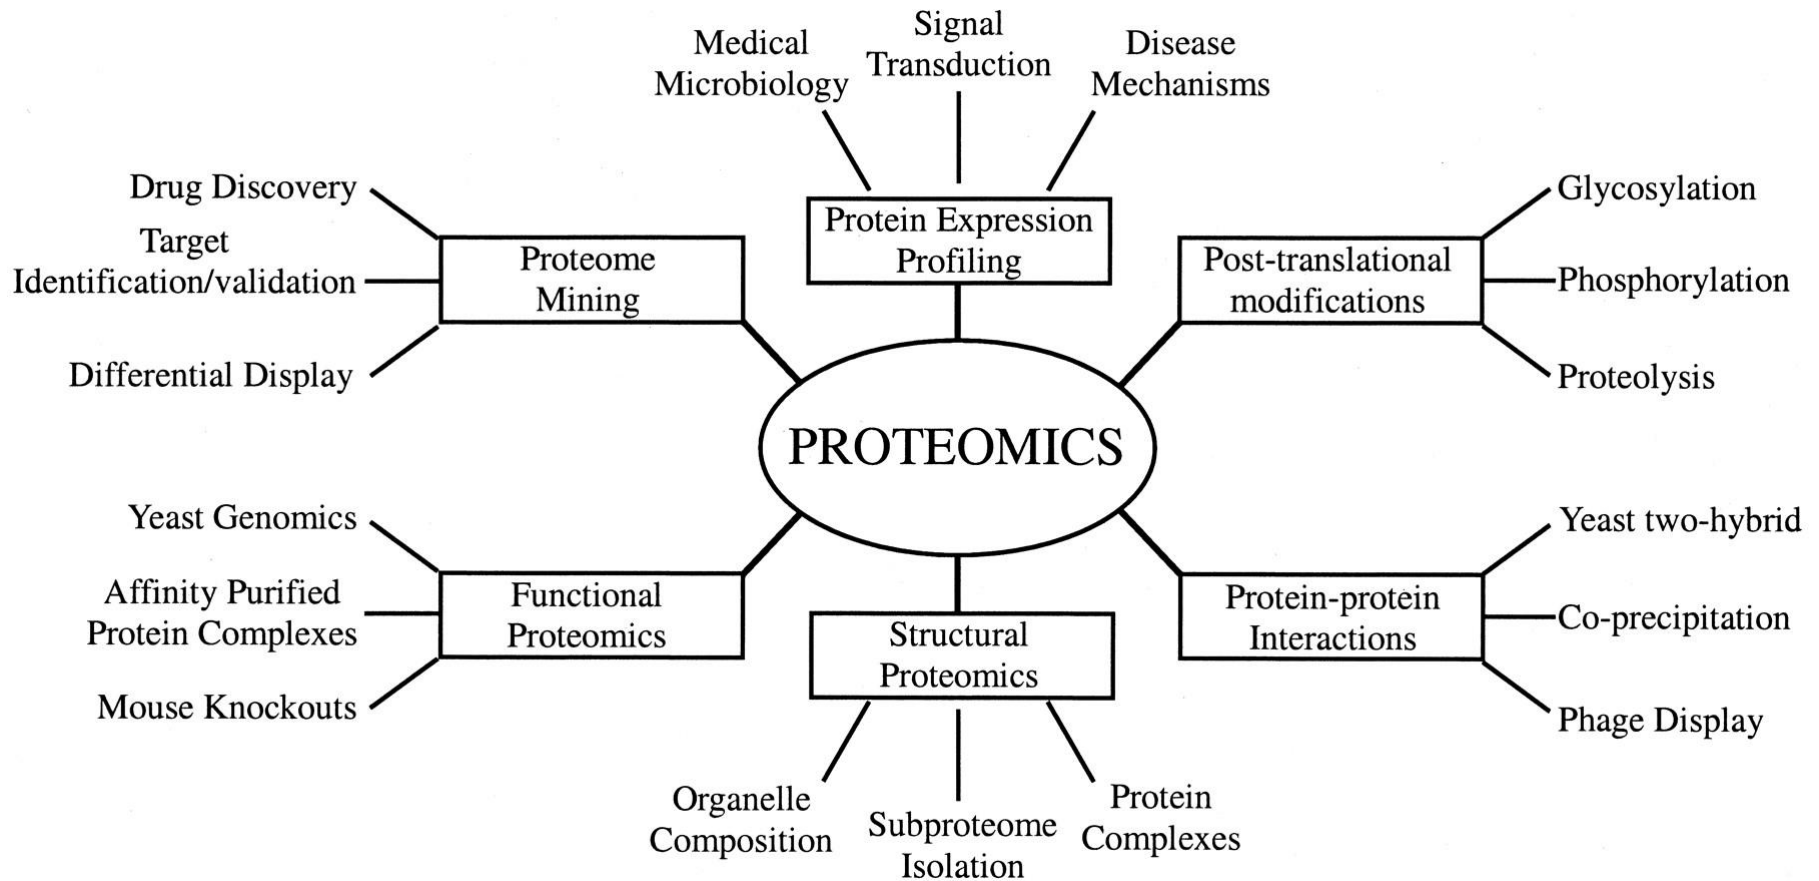 Medical
Microbiology
Signal
Transduction
Disease
Mechanisms
Protein Expression
Profiling
Drug Discovery
Target
Identification/validation
Differential Display
Proteome
Mining
Post-translational
modifications
Glycosylation
Phosphorylation
Proteolysis
PROTEOMICS
Yeast Genomics
Affinity Purified
Protein Complexes
Mouse Knockouts
Functional
Proteomics
Structural
Proteomics
Protein-protein
Interactions
Yeast two-hybrid
Co-precipitation
Phage Display
Organelle
Composition
Subproteome
Isolation
Protein
Complexes